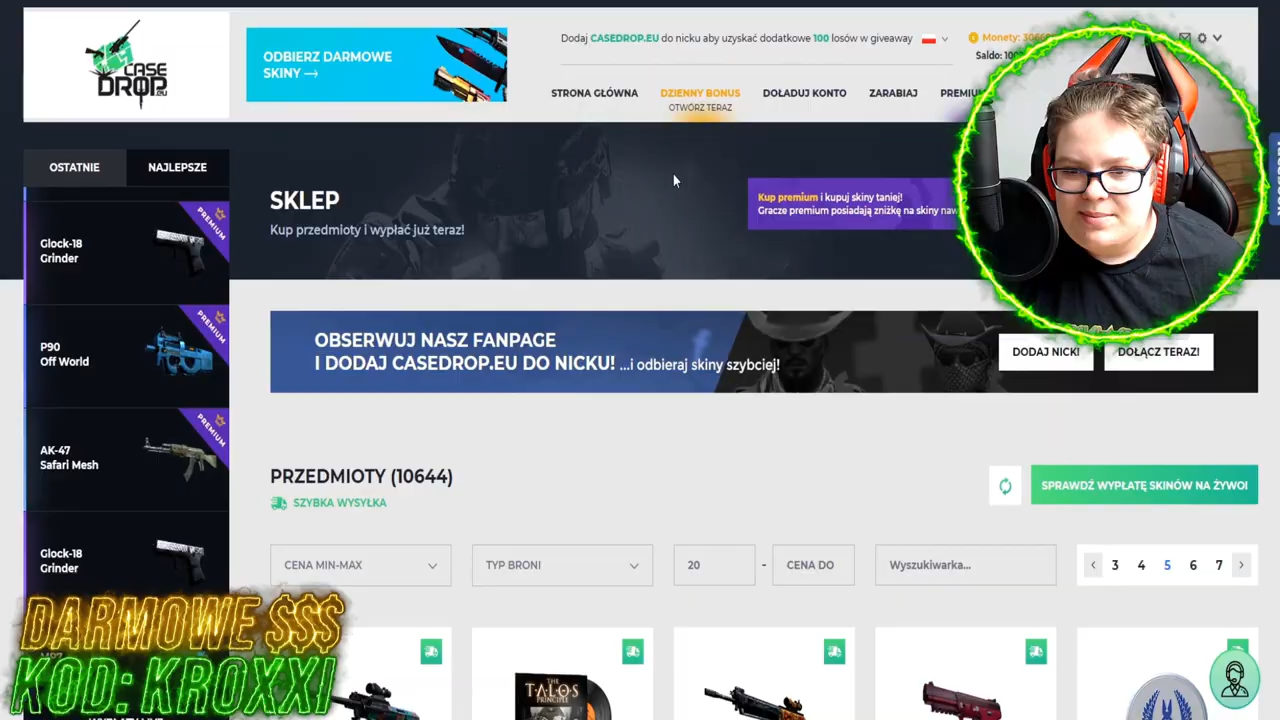 CASE
DROP.EU
ODBIERZ DARMOWE
SKINY →
Dodaj CASEDROP.EU do nicku aby uzyskać dodatkowe 100 losów w giveaway
Monety:
Saldo:
STRONA GŁÓWNA
DZIENNY BONUS
OTWÓRZ TERAZ
DOŁADUJ KONTO
ZARABIAJ
OSTATNIE
NAJLEPSZE
SKLEP
Kup przedmioty i wypłać już teraz!
Kup premium i kupuj skiny taniej!
Gracze premium posiadają zniżkę na skiny
Glock-18
Grinder
PREMIUM
P90
Off World
PREMIUM
AK-47
Safari Mesh
PREMIUM
Glock-18
Grinder
OBSERWUJ NASZ FANPAGE
I DODAJ CASEDROP.EU DO NICKU! ...i odbieraj skiny szybciej!
DODAJ NICK!
DOŁĄCZ TERAZ!
PRZEDMIOTY (10644)
SZYBKA WYSYŁKA
SPRAWDŹ WYPŁATĘ SKINÓW NA ŻYWO!
CENA MIN-MAX
TYP BRONI
20 - CENA DO
Wyszukiwarka...
< 3 4 5 6 7 >
DARMOWE $$$
KOD: KROXXI
THE
TALOS
PRINCIPLE